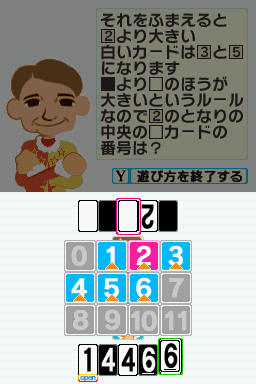 それをふまえると
2より大きい
白いカードは3と5
になります
■より□のほうが
大きいというルール
なので2のとなりの
中央の□カードの
番号は？
Y 遊び方を終了する
2
0 1 2 3
4 5 6 7
8 9 10 11
1 4 4 6 6
open